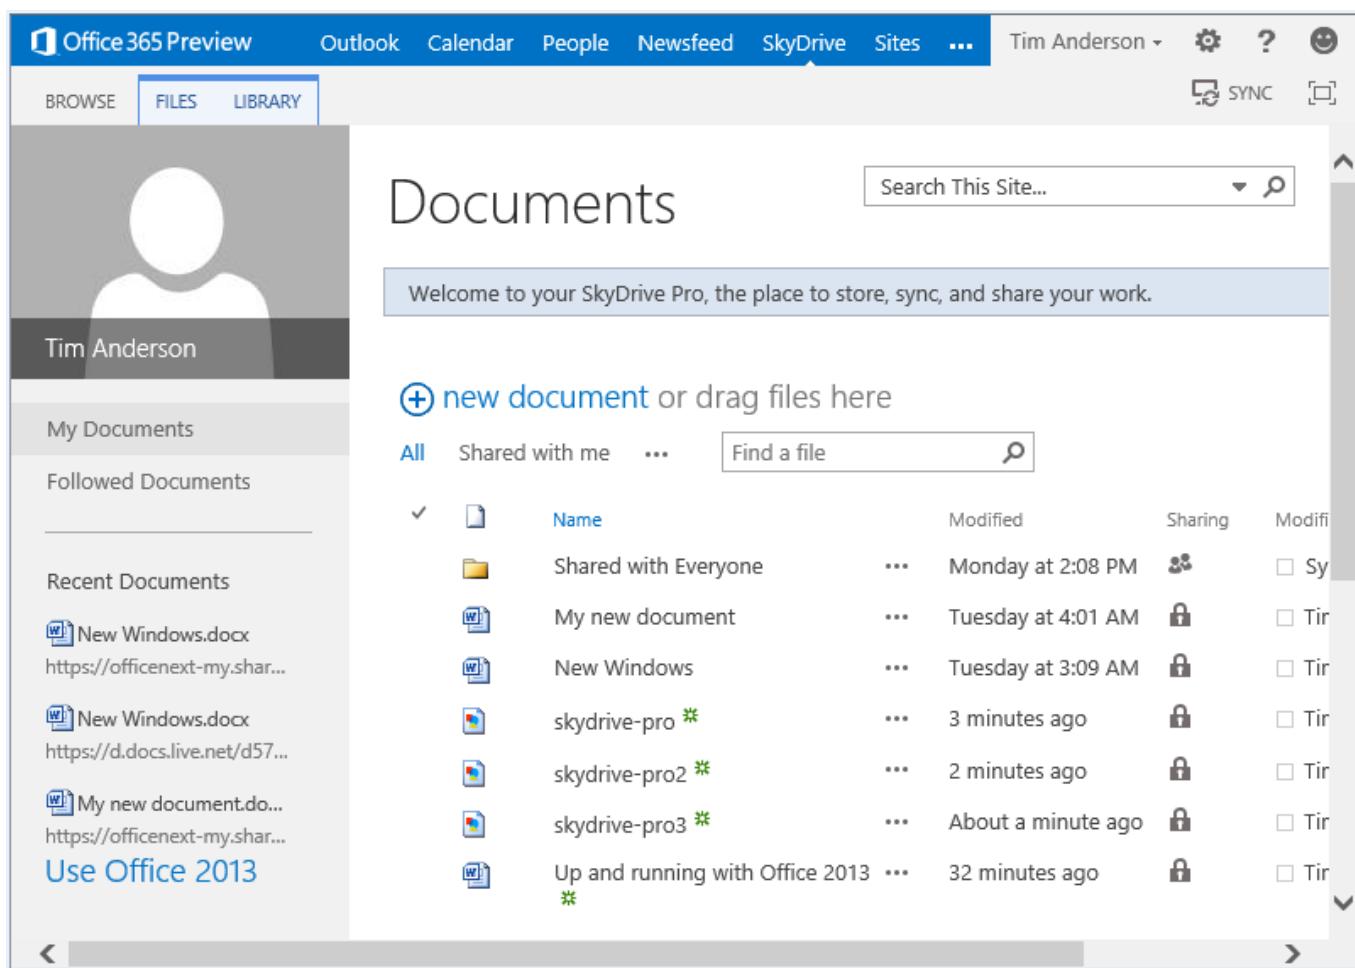 Office 365 Preview Outlook Calendar People Newsfeed SkyDrive Sites ... Tim Anderson ?
BROWSE FILES LIBRARY SYNC
Tim Anderson
My Documents
Followed Documents
Recent Documents
New Windows.docx
https://officenext-my.shar...
New Windows.docx
https://d.docs.live.net/d57...
My new document.do...
https://officenext-my.shar...
Use Office 2013
Documents
Search This Site...
Welcome to your SkyDrive Pro, the place to store, sync, and share your work.
new document or drag files here
All Shared with me ... Find a file
Name Modified Sharing Modifi
Shared with Everyone ... Monday at 2:08 PM Sy
My new document ... Tuesday at 4:01 AM Tir
New Windows ... Tuesday at 3:09 AM Tir
skydrive-pro ... 3 minutes ago Tir
skydrive-pro2 ... 2 minutes ago Tir
skydrive-pro3 ... About a minute ago Tir
Up and running with Office 2013 ... 32 minutes ago Tir